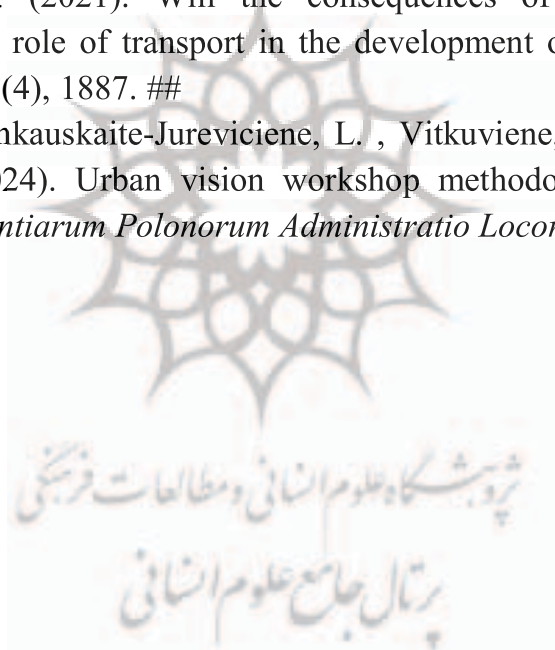 (2021). Will the consequences of
role of transport in the development
(4), 1887. ##
nkauskaite-Jureviciene, L. , Vitkuviene,
24). Urban vision workshop methodo
ntiarum Polonorum Administratio Locor
پژوهشگاه علوم انسانی و مطالعات فرهنگی
پرتال جامع علوم انسانی